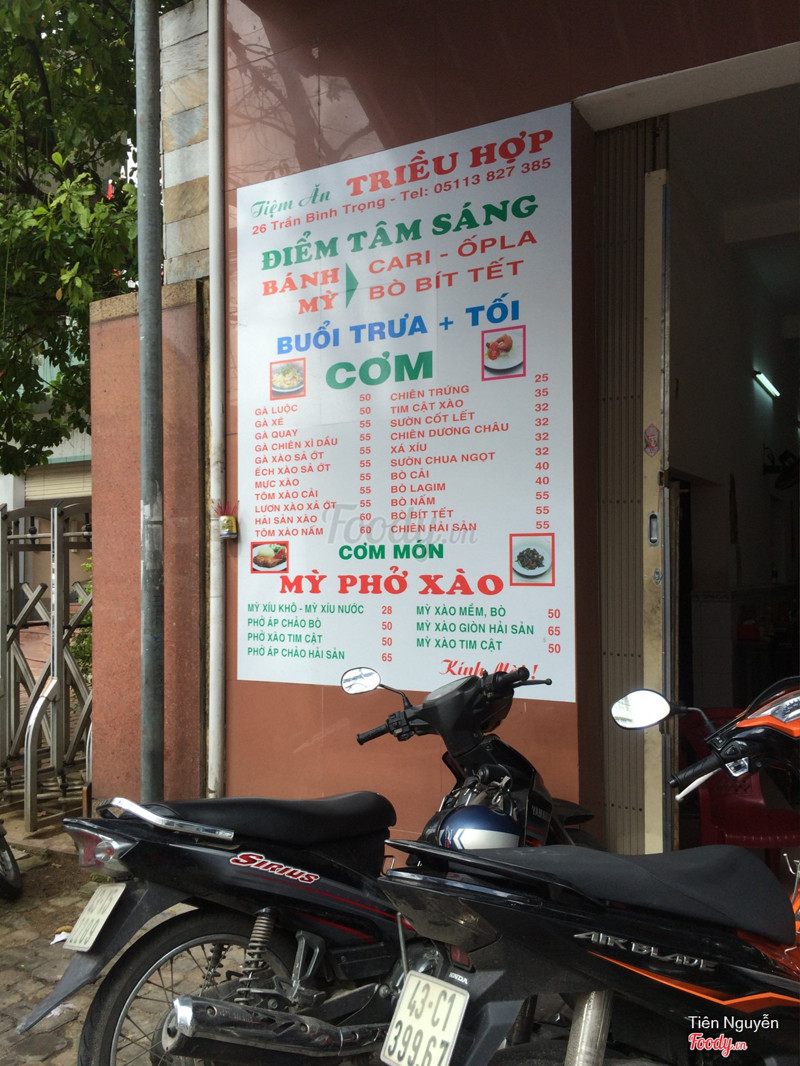 Tiệm Ăn TRIỀU HỢP
26 Trần Bình Trọng - Tel: 05113 827 385
ĐIỂM TÂM SÁNG
BÁNH MỲ
CARI - ỐPLA
BÒ BÍT TẾT
BUỔI TRƯA + TỐI
CƠM
GÀ LUỘC 50
GÀ XÉ 50
GÀ QUAY 55
GÀ CHIÊN XÌ DẦU 55
GÀ XÀO SẢ ỚT 55
ẾCH XÀO SẢ ỚT 55
MỰC XÀO 55
TÔM XÀO CẢI 55
LƯƠN XÀO XẢ ỚT 55
HẢI SẢN XÀO 60
TÔM XÀO NẤM 60
CHIÊN TRỨNG 25
TIM CẬT XÀO 35
SƯỜN CỐT LẾT 32
CHIÊN DƯƠNG CHÂU 32
XÁ XÍU 32
SƯỜN CHUA NGỌT 32
BÒ CẢI 40
BÒ LAGIM 40
BÒ NẤM 55
BÒ BÍT TẾT 55
CHIÊN HẢI SẢN 55
Foody.vn
CƠM MÓN
MỲ PHỞ XÀO
MỲ XÍU KHÔ - MỲ XÍU NƯỚC 28
PHỞ ÁP CHẢO BÒ 50
PHỞ XÀO TIM CẬT 50
PHỞ ÁP CHẢO HẢI SẢN 65
MỲ XÀO MỀM, BÒ 50
MỲ XÀO GIÒN HẢI SẢN 65
MỲ XÀO TIM CẬT 50
Kính Mời !
YAMAHA
SIRIUS
AIR BLADE
HONDA
43-C1
399.67
Tiên Nguyễn
Foody.vn